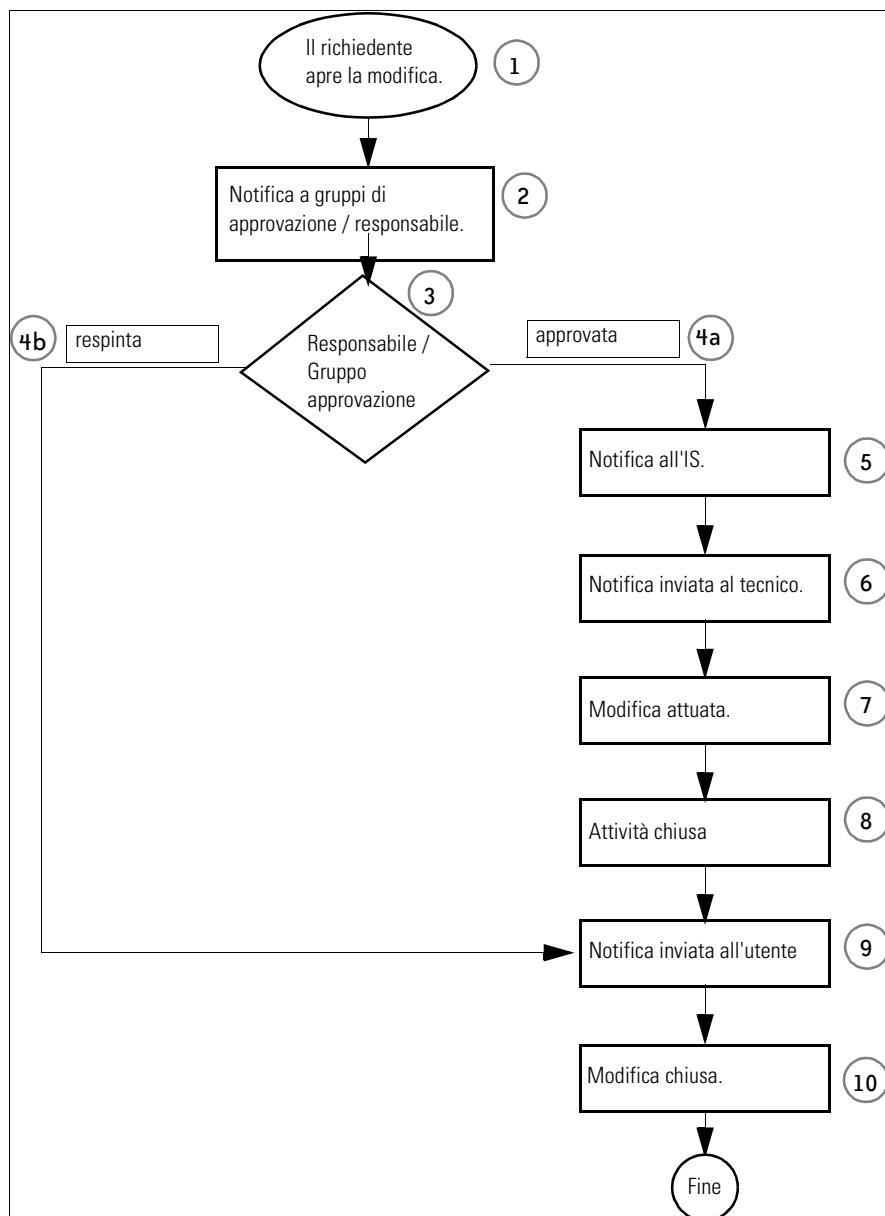 Il richiedente
apre la modifica.
1
Notifica a gruppi di
approvazione / responsabile.
2
3
4b
respinta
Responsabile /
Gruppo
approvazione
approvata
4a
Notifica all'IS.
5
Notifica inviata al tecnico.
6
Modifica attuata.
7
Attività chiusa
8
Notifica inviata all'utente
9
Modifica chiusa.
10
Fine